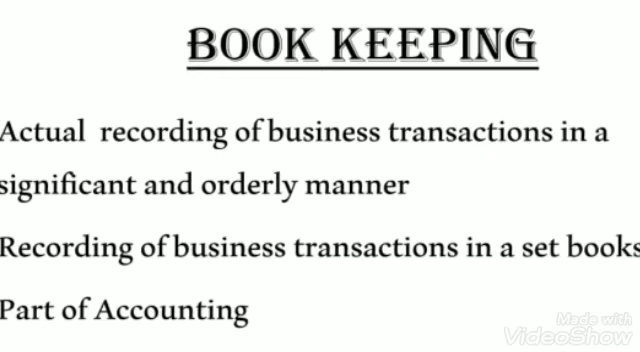 BOOK KEEPING
Actual recording of business transactions in a
significant and orderly manner
Recording of business transactions in a set books
Part of Accounting
Made with
VideoShow